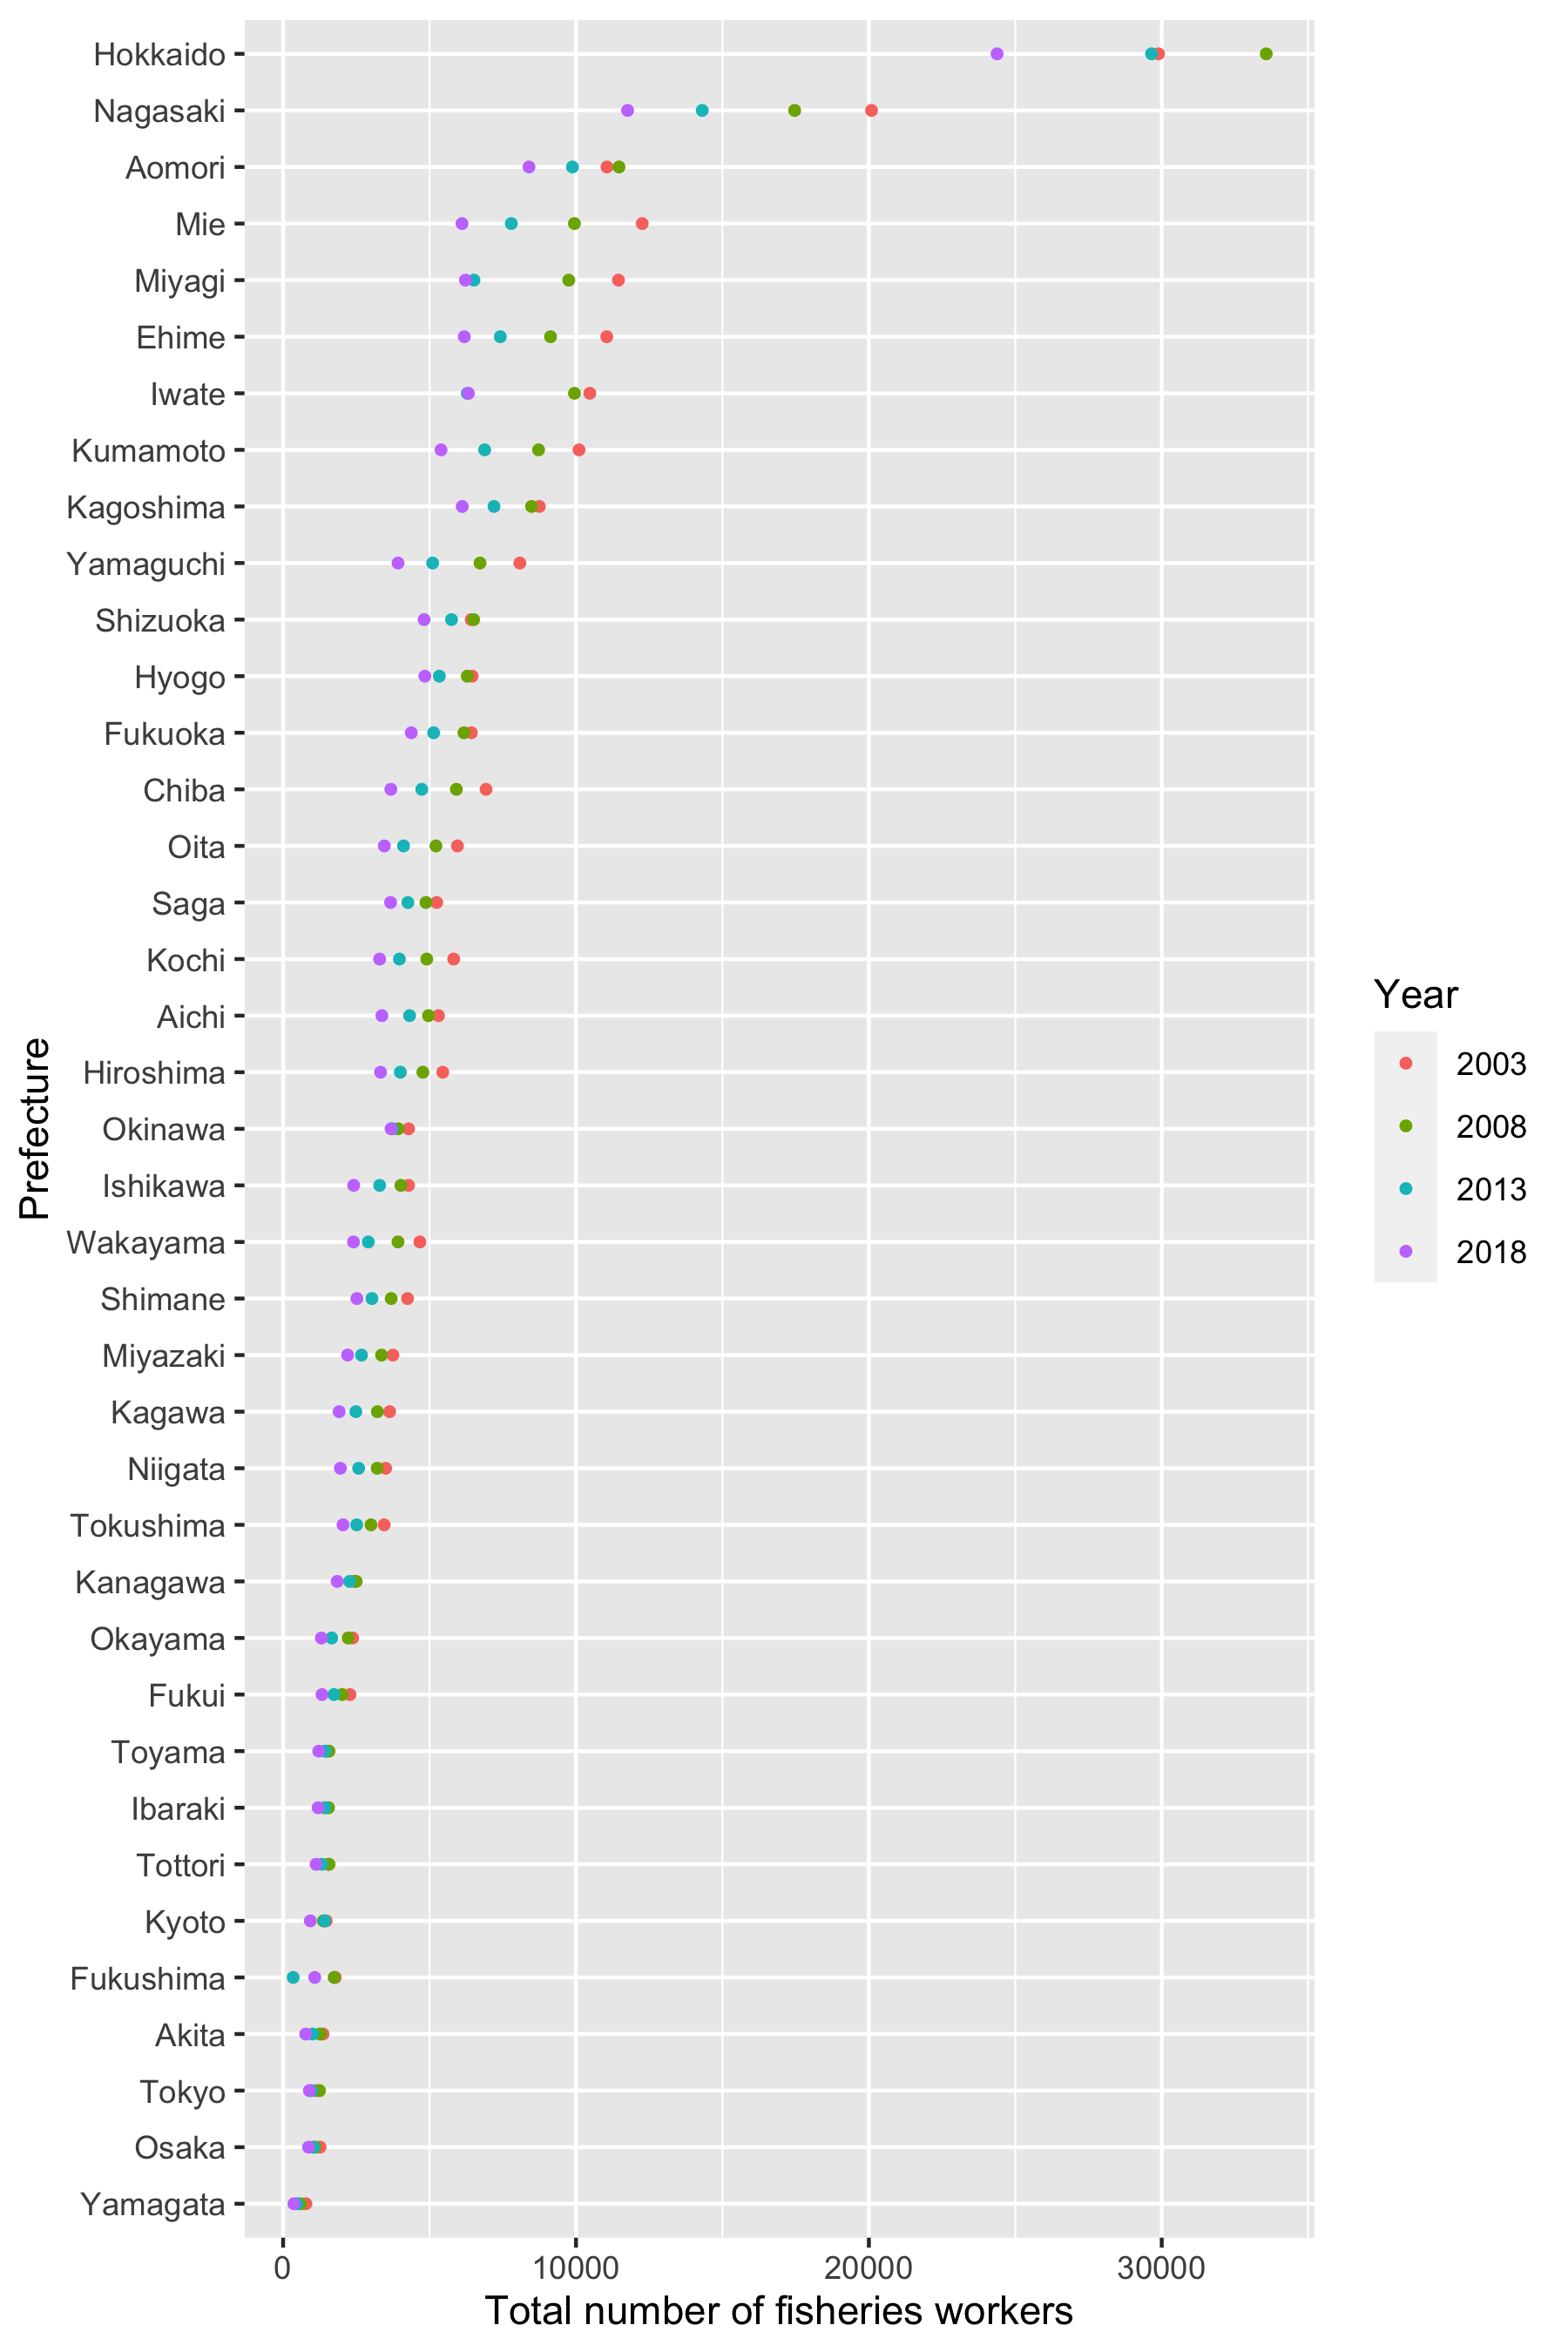 Prefecture
Hokkaido
Nagasaki
Aomori
Mie
Miyagi
Ehime
Iwate
Kumamoto
Kagoshima
Yamaguchi
Shizuoka
Hyogo
Fukuoka
Chiba
Oita
Saga
Kochi
Aichi
Hiroshima
Okinawa
Ishikawa
Wakayama
Shimane
Miyazaki
Kagawa
Niigata
Tokushima
Kanagawa
Okayama
Fukui
Toyama
Ibaraki
Tottori
Kyoto
Fukushima
Akita
Tokyo
Osaka
Yamagata
0 10000 20000 30000
Total number of fisheries workers
Year
2003
2008
2013
2018